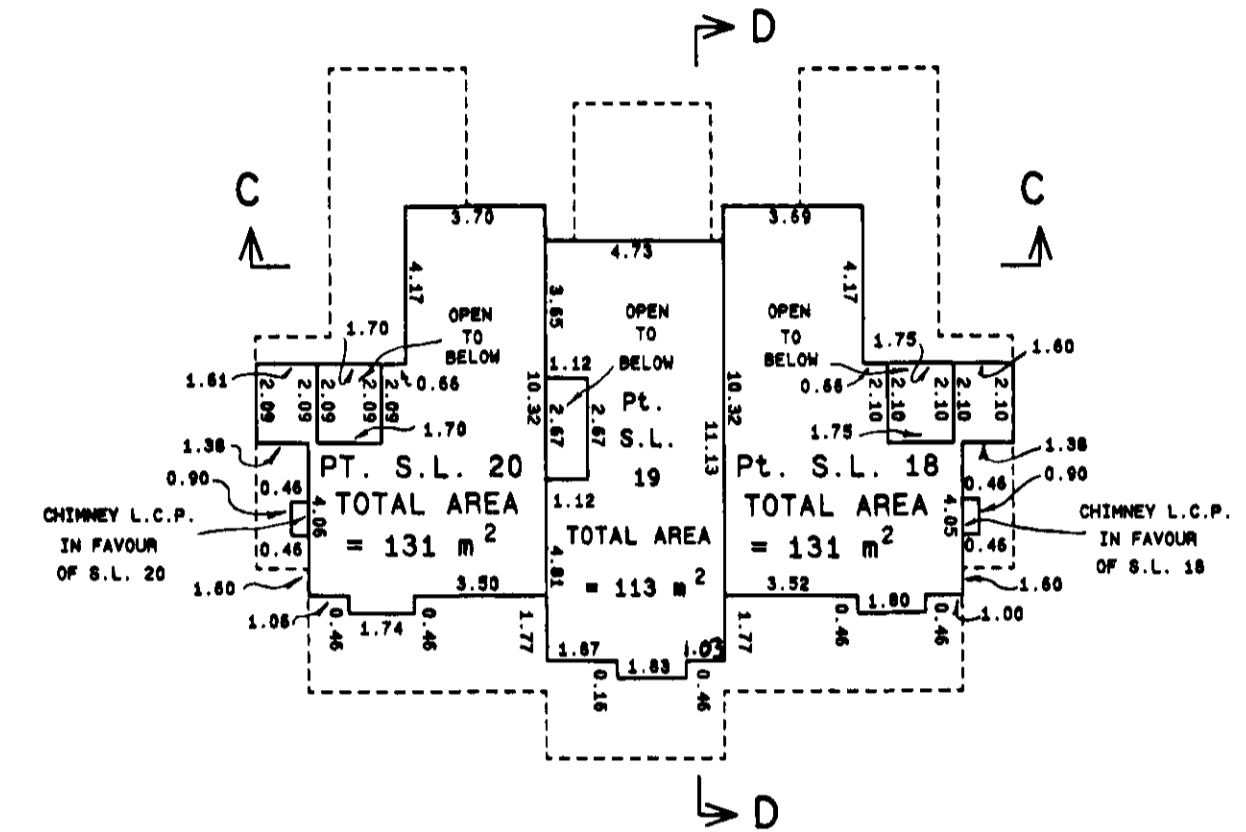 D
C
C
3.70
3.69
4.73
4.17
3.65
4.17
OPEN
TO
BELOW
OPEN
TO
BELOW
OPEN
TO
BELOW
1.70
1.75
1.60
1.61
0.66
0.66
1.12
2.09
2.09
2.09
2.09
2.09
10.32
2.67
2.67
10.32
11.13
2.10
2.10
2.10
2.10
2.10
1.70
1.75
Pt.
S.L.
19
1.38
1.38
PT. S.L. 20
TOTAL AREA
= 131 m²
Pt. S.L. 18
TOTAL AREA
= 131 m²
1.12
0.90
0.46
4.06
0.46
0.46
4.05
0.46
0.90
CHIMNEY L.C.P.
IN FAVOUR
OF S.L. 20
CHIMNEY L.C.P.
IN FAVOUR
OF S.L. 18
TOTAL AREA
= 113 m²
4.81
1.60
1.60
3.50
3.52
1.80
1.06
0.46
1.74
0.46
1.77
1.77
0.46
0.46
1.00
1.87
1.83
1.03
0.16
0.46
D